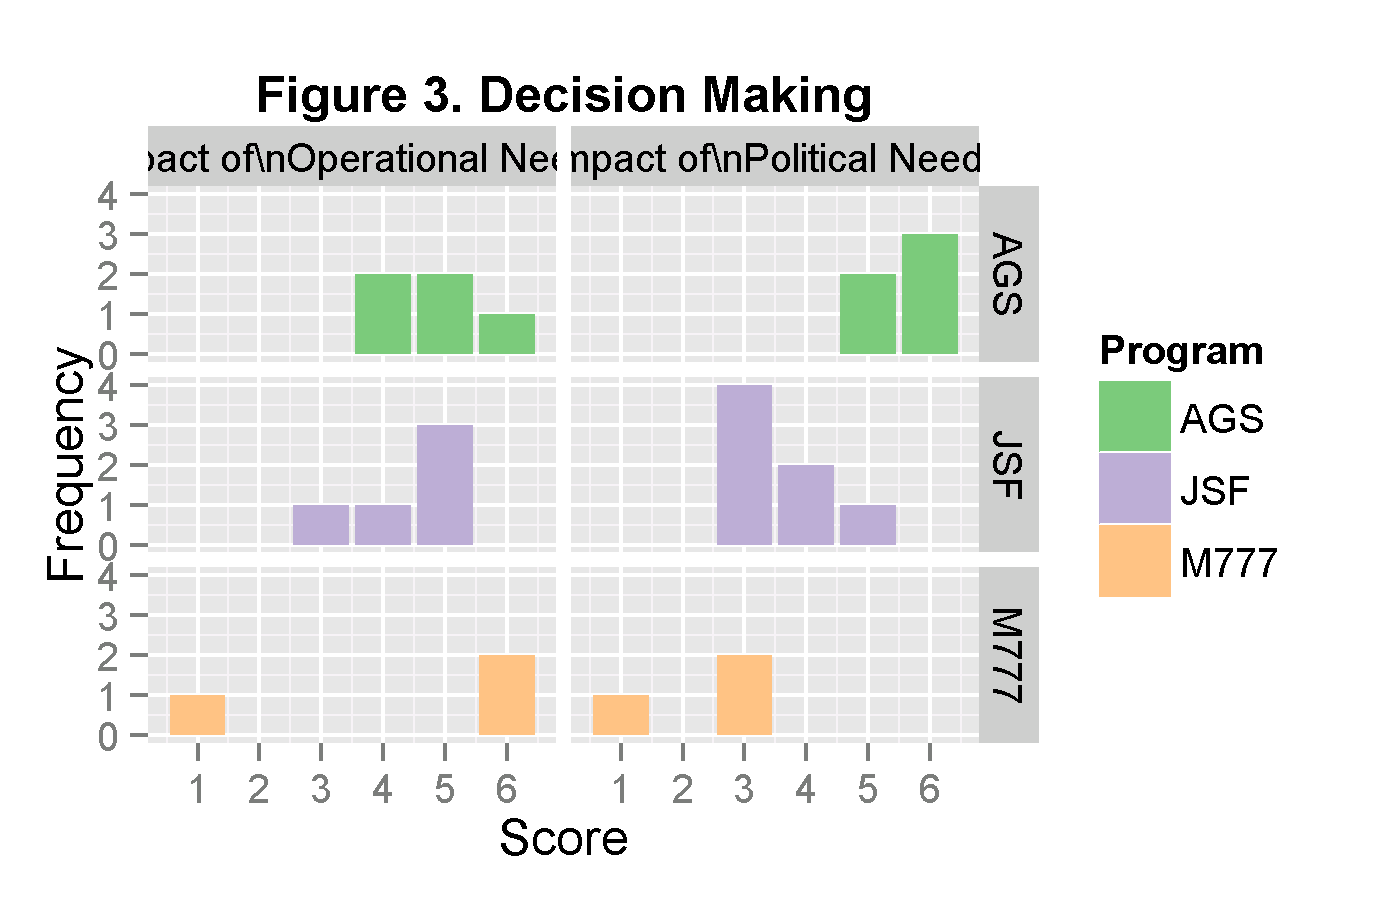 Figure 3. Decision Making
pact of\nOperational Nee
mpact of\nPolitical Need
4
3
2
1
0
AGS
4
3
2
1
0
JSF
4
3
2
1
0
M777
1 2 3 4 5 6
1 2 3 4 5 6
Score
Frequency
Program
AGS
JSF
M777